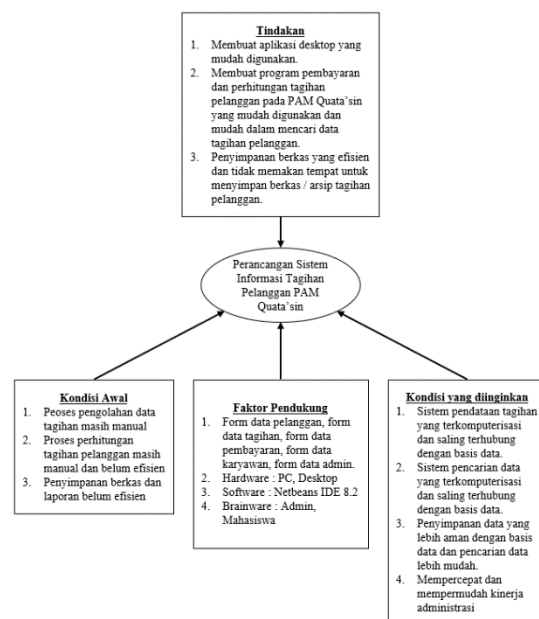 Tindakan
1. Membuat aplikasi desktop yang
mudah digunakan.
2. Membuat program pembayaran
dan perhitungan tagihan
pelanggan pada PAM Quata'sin
yang mudah digunakan dan
mudah dalam mencari data
tagihan pelanggan.
3. Penyimpanan berkas yang efisien
dan tidak memakan tempat untuk
menyimpan berkas / arsip tagihan
pelanggan.
Perancangan Sistem
Informasi Tagihan
Pelanggan PAM
Quata'sin
Kondisi Awal
1. Peoses pengolahan data
tagihan masih manual
2. Proses perhitungan
tagihan pelanggan masih
manual dan belum efisien
3. Penyimpanan berkas dan
laporan belum efisien
Faktor Pendukung
1. Form data pelanggan, form
data tagihan, form data
pembayaran, form data
karyawan, form data admin.
2. Hardware : PC, Desktop
3. Software : Netbeans IDE 8.2
4. Brainware : Admin,
Mahasiswa
Kondisi yang diinginkan
1. Sistem pendataan tagihan
yang terkomputerisasi
dan saling terhubung
dengan basis data.
2. Sistem pencarian data
yang terkomputerisasi
dan saling terhubung
dengan basis data.
3. Penyimpanan data yang
lebih aman dengan basis
data dan pencarian data
lebih mudah.
4. Mempercepat dan
mempermudah kinerja
administrasi